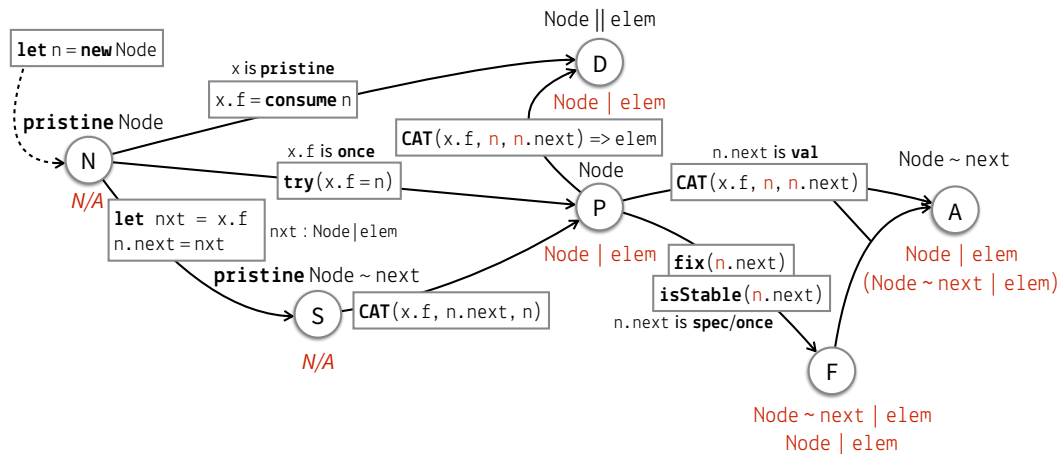 Node || elem
let n = new Node
D
x is pristine
x.f = consume n
Node | elem
pristine Node
CAT(x.f, n, n.next) => elem
N
x.f is once
n.next is val
Node ~ next
try(x.f = n)
Node
CAT(x.f, n, n.next)
N/A
P
A
let nxt = x.f
n.next = nxt
nxt : Node|elem
Node | elem
fix(n.next)
Node | elem
(Node ~ next | elem)
pristine Node ~ next
isStable(n.next)
S
CAT(x.f, n.next, n)
n.next is spec/once
N/A
F
Node ~ next | elem
Node | elem